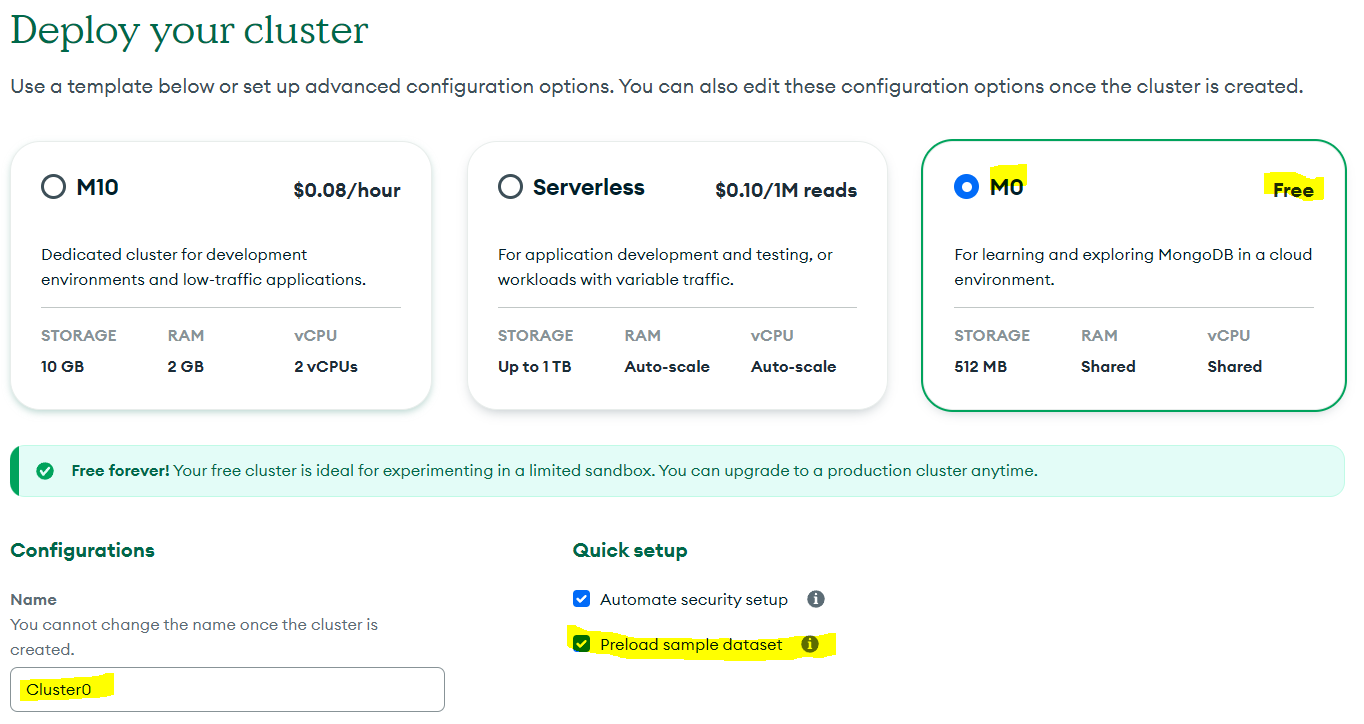 Deploy your cluster
Use a template below or set up advanced configuration options. You can also edit these configuration options once the cluster is created.
M10
$0.08/hour
Dedicated cluster for development
environments and low-traffic applications.
STORAGE RAM vCPU
10 GB 2 GB 2 vCPUs
Serverless
$0.10/1M reads
For application development and testing, or
workloads with variable traffic.
STORAGE RAM vCPU
Up to 1 TB Auto-scale Auto-scale
M0
Free
For learning and exploring MongoDB in a cloud
environment.
STORAGE RAM vCPU
512 MB Shared Shared
Free forever! Your free cluster is ideal for experimenting in a limited sandbox. You can upgrade to a production cluster anytime.
Configurations
Name
You cannot change the name once the cluster is
created.
Cluster0
Quick setup
Automate security setup
Preload sample dataset